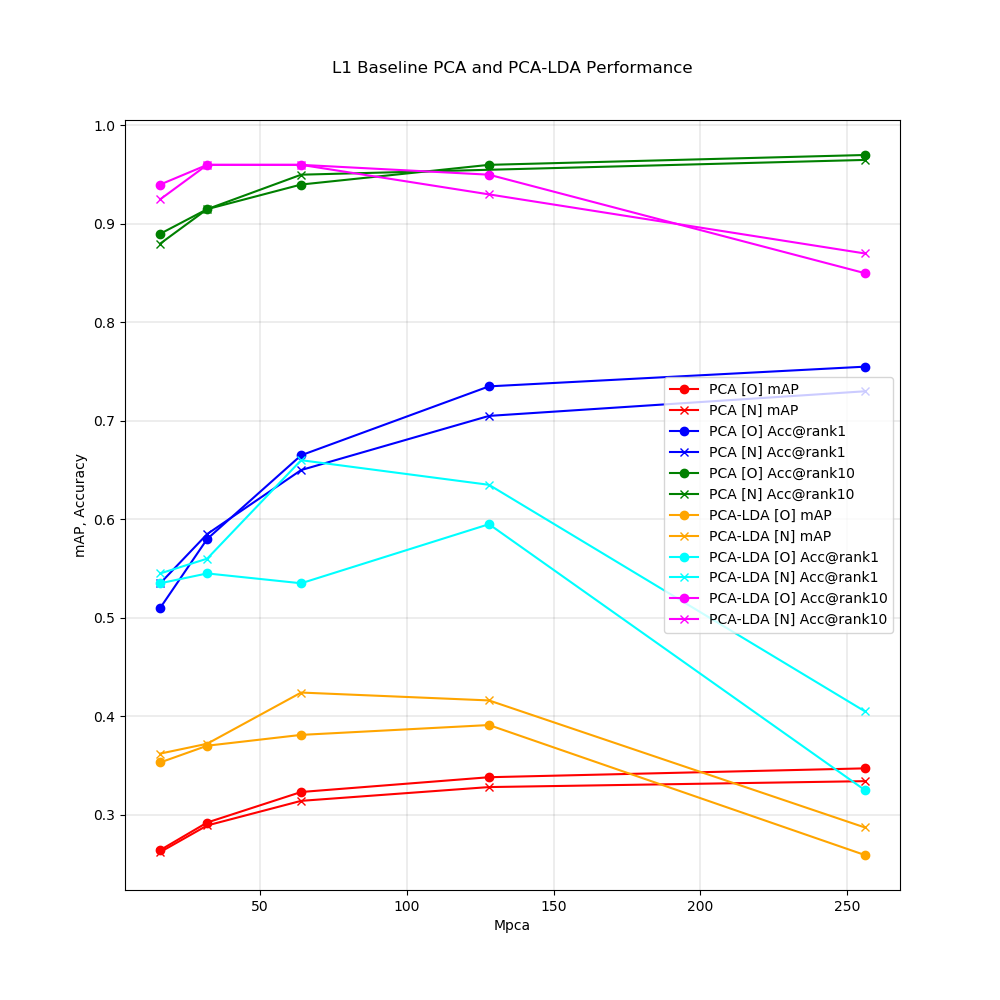 L1 Baseline PCA and PCA-LDA Performance
1.0
0.9
0.8
0.7
0.6
0.5
0.4
0.3
mAP, Accuracy
PCA [O] mAP
PCA [N] mAP
PCA [O] Acc@rank1
PCA [N] Acc@rank1
PCA [O] Acc@rank10
PCA [N] Acc@rank10
PCA-LDA [O] mAP
PCA-LDA [N] mAP
PCA-LDA [O] Acc@rank1
PCA-LDA [N] Acc@rank1
PCA-LDA [O] Acc@rank10
PCA-LDA [N] Acc@rank10
50 100 150 200 250
Mpca